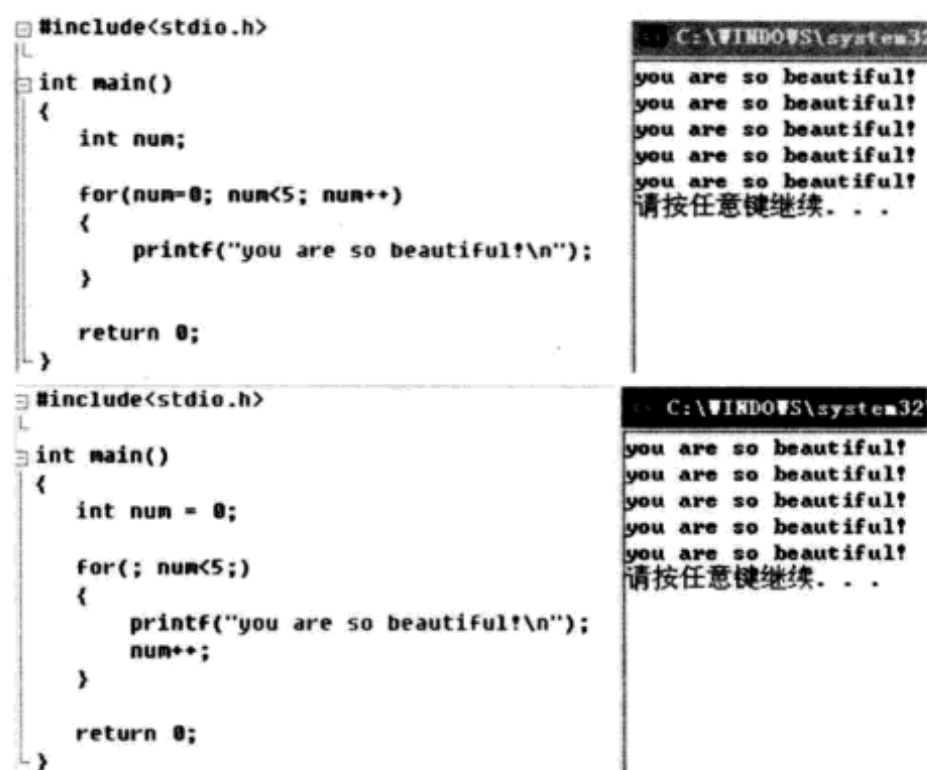 #include<stdio.h>
int main()
{
int num;
for(num=0; num<5; num++)
{
printf("you are so beautiful!\n");
}
return 0;
}
C:\WINDOWS\system32
you are so beautiful!
you are so beautiful!
you are so beautiful!
you are so beautiful!
you are so beautiful!
请按任意键继续. . .
#include<stdio.h>
int main()
{
int num = 0;
for(; num<5;)
{
printf("you are so beautiful!\n");
num++;
}
return 0;
}
C:\WINDOWS\system32
you are so beautiful!
you are so beautiful!
you are so beautiful!
you are so beautiful!
you are so beautiful!
请按任意键继续. . .